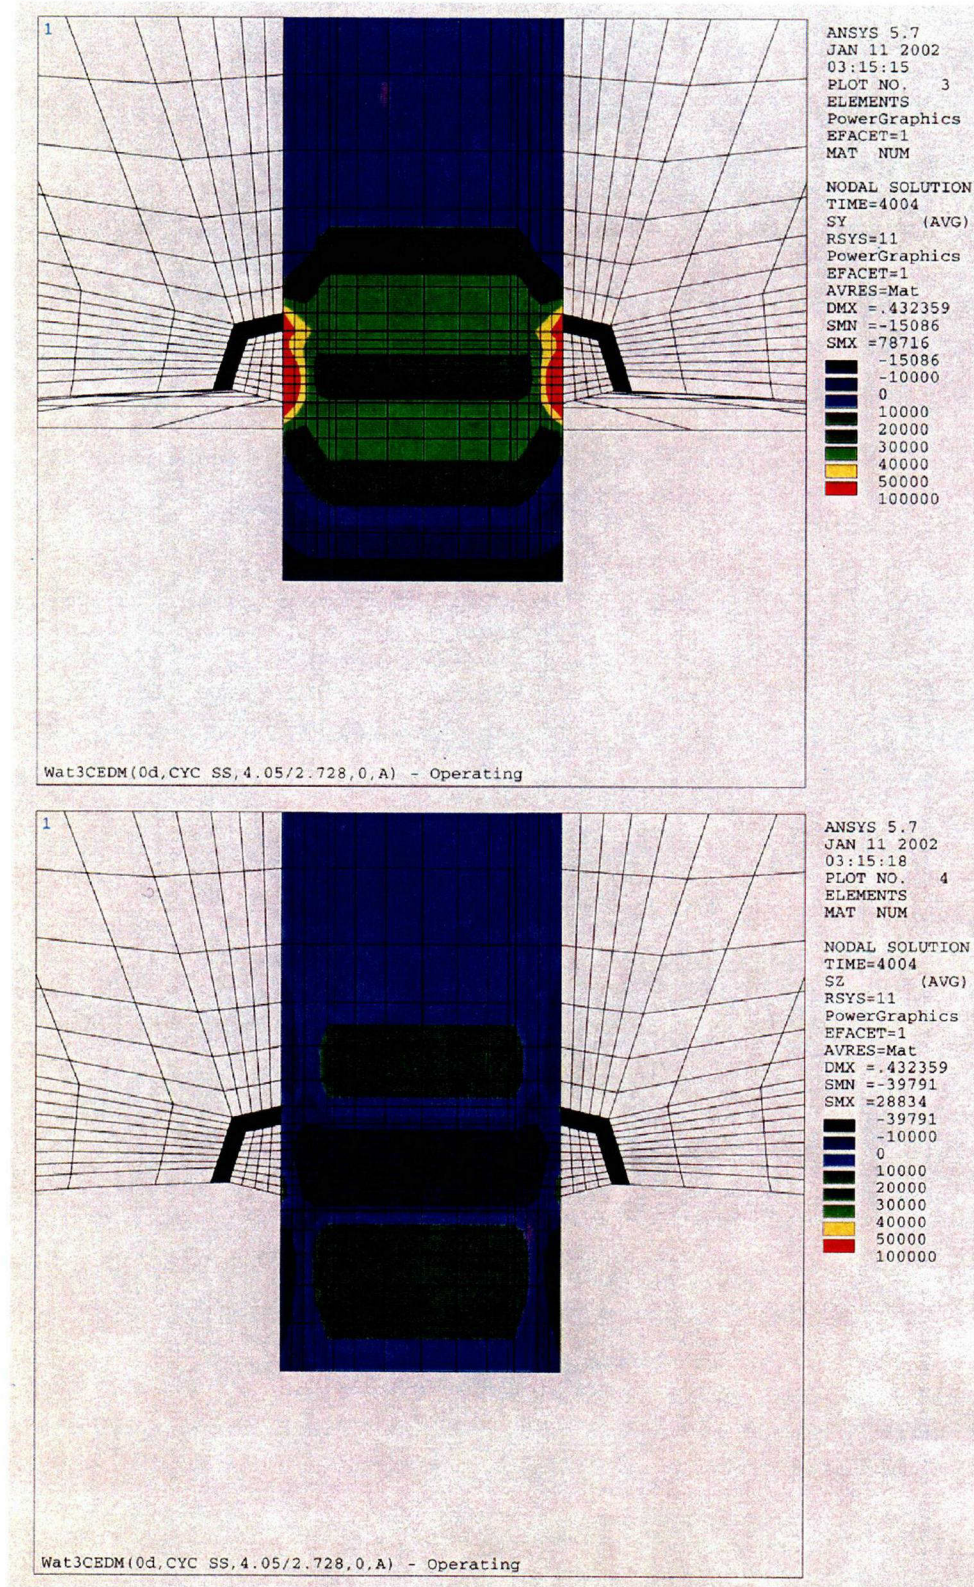 1
ANSYS 5.7
JAN 11 2002
03:15:15
PLOT NO. 3
ELEMENTS
PowerGraphics
EFACET=1
MAT NUM
NODAL SOLUTION
TIME=4004
SY (AVG)
RSYS=11
PowerGraphics
EFACET=1
AVRES=Mat
DMX =.432359
SMN =-15086
SMX =78716
-15086
-10000
0
10000
20000
30000
40000
50000
100000
Wat3CEDM(0d,CYC SS,4.05/2.728,0,A) - Operating
1
ANSYS 5.7
JAN 11 2002
03:15:18
PLOT NO. 4
ELEMENTS
MAT NUM
NODAL SOLUTION
TIME=4004
SZ (AVG)
RSYS=11
PowerGraphics
EFACET=1
AVRES=Mat
DMX =.432359
SMN =-39791
SMX =28834
-39791
-10000
0
10000
20000
30000
40000
50000
100000
Wat3CEDM(0d,CYC SS,4.05/2.728,0,A) - Operating